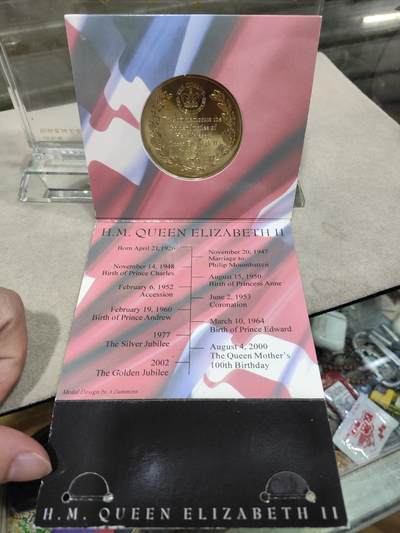 H.M. QUEEN ELIZABETH II
Born April 21, 1926
November 20, 1947
Marriage to
Philip Mountbatten
November 14, 1948
Birth of Prince Charles
August 15, 1950
Birth of Princess Anne
February 6, 1952
Accession
June 2, 1953
Coronation
February 19, 1960
Birth of Prince Andrew
March 10, 1964
Birth of Prince Edward
1977
The Silver Jubilee
August 4, 2000
The Queen Mother's
100th Birthday
2002
The Golden Jubilee
Medal Design by
H.M. QUEEN ELIZABETH II